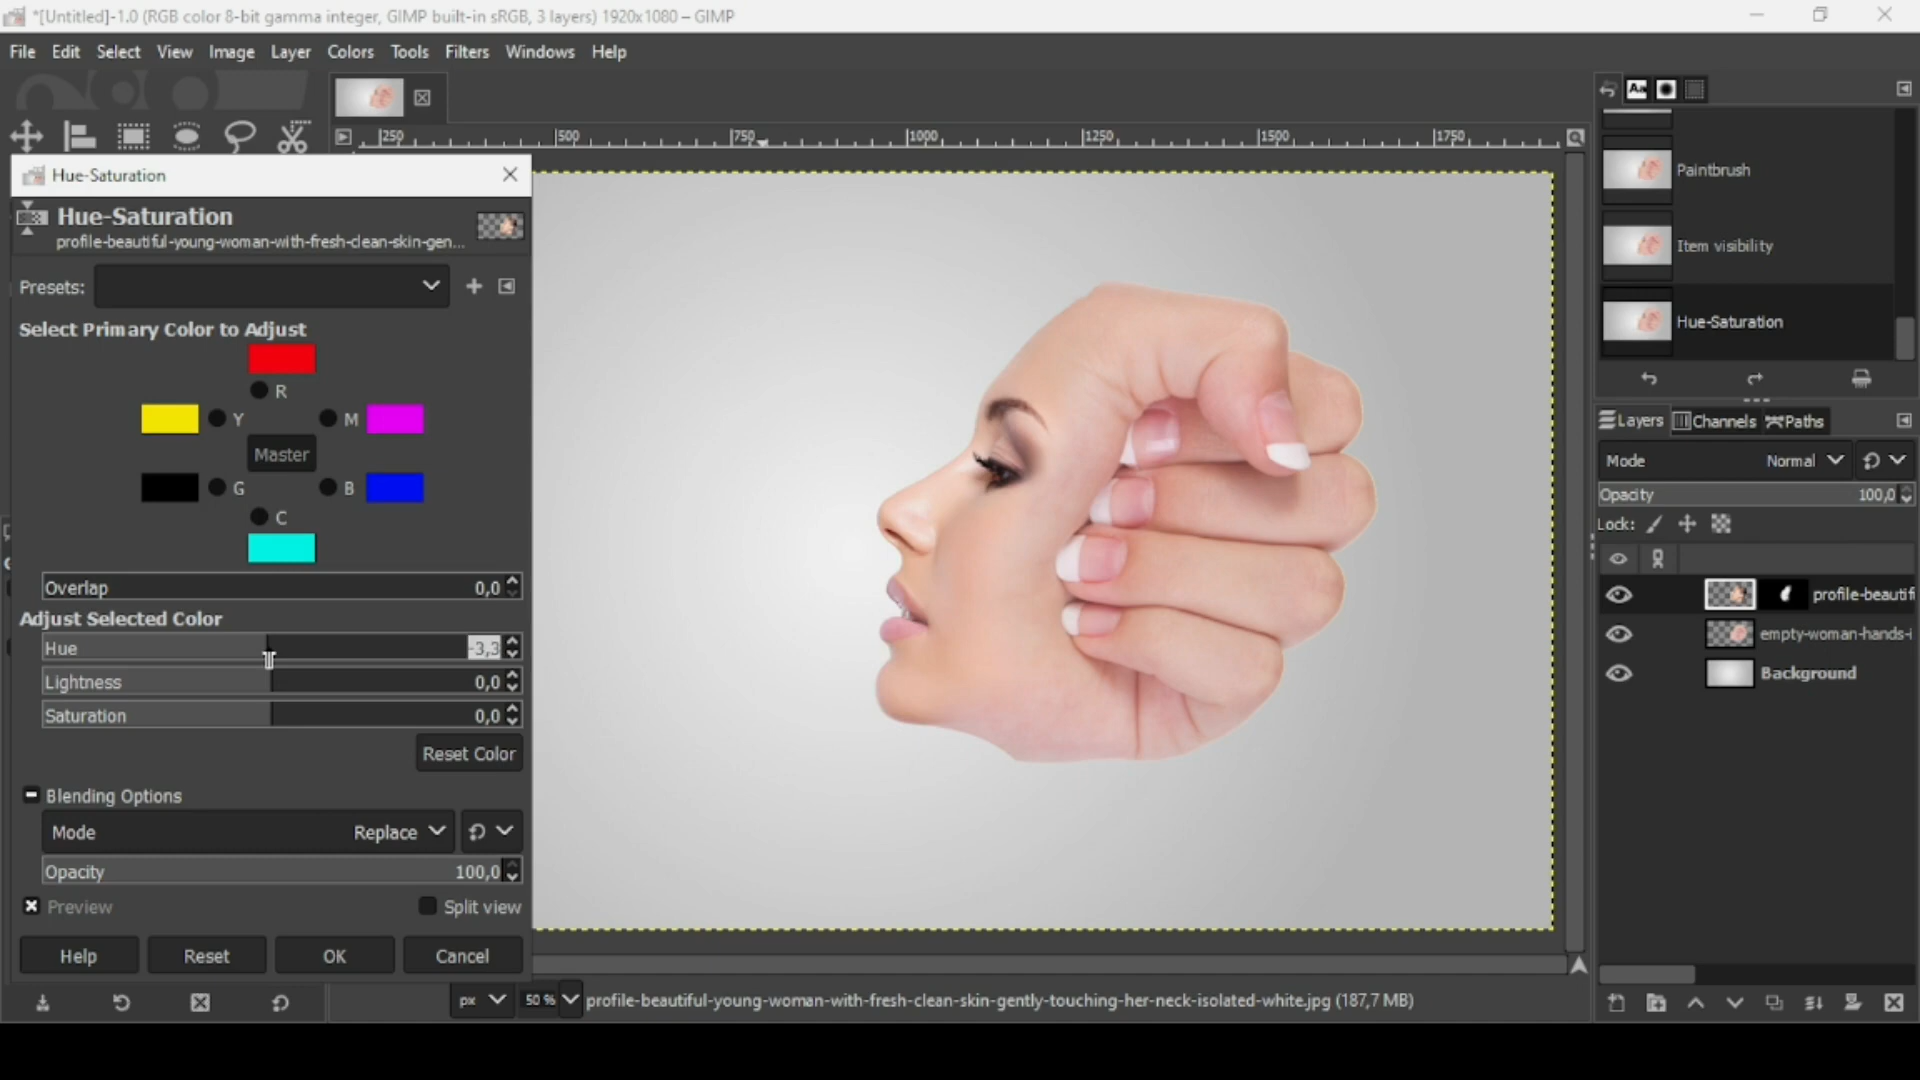 *[Untitled]-1.0 (RGB color 8-bit gamma integer, GIMP built-in sRGB, 3 layers) 1920x1080 – GIMP
File Edit Select View Image Layer Colors Tools Filters Windows Help
250 500 750 1000 1250 1500 1750
Aa
Hue-Saturation
Hue-Saturation
profile-beautiful-young-woman-with-fresh-clean-skin-gen...
Presets:
Select Primary Color to Adjust
R
Y M
Master
G B
C
Overlap 0,0
Adjust Selected Color
Hue -3,3
Lightness 0,0
Saturation 0,0
Reset Color
Blending Options
Mode Replace
Opacity 100,0
Preview Split view
Help Reset OK Cancel
px 50 % profile-beautiful-young-woman-with-fresh-clean-skin-gently-touching-her-neck-isolated-white.jpg (187,7 MB)
Paintbrush
Item visibility
Hue-Saturation
Layers Channels Paths
Mode Normal
Opacity 100,0
Lock:
profile-beautif
empty-woman-hands-i
Background